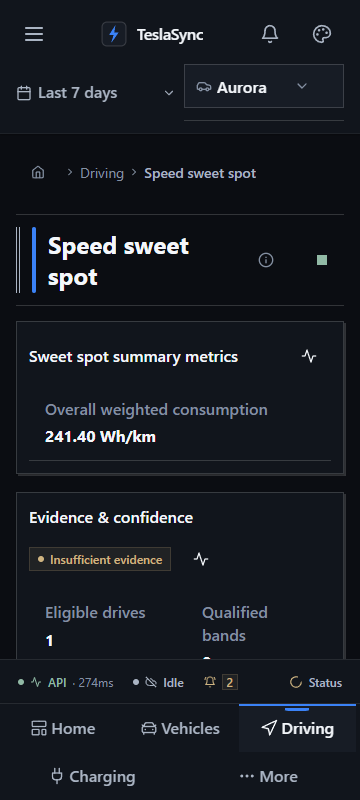 TeslaSync
Last 7 days
Aurora
Driving
Speed sweet spot
Speed sweet
spot
Sweet spot summary metrics
Overall weighted consumption
241.40 Wh/km
Evidence & confidence
Insufficient evidence
Eligible drives
1
Qualified
bands
API · 274ms
Idle
2
Status
Home
Vehicles
Driving
Charging
More